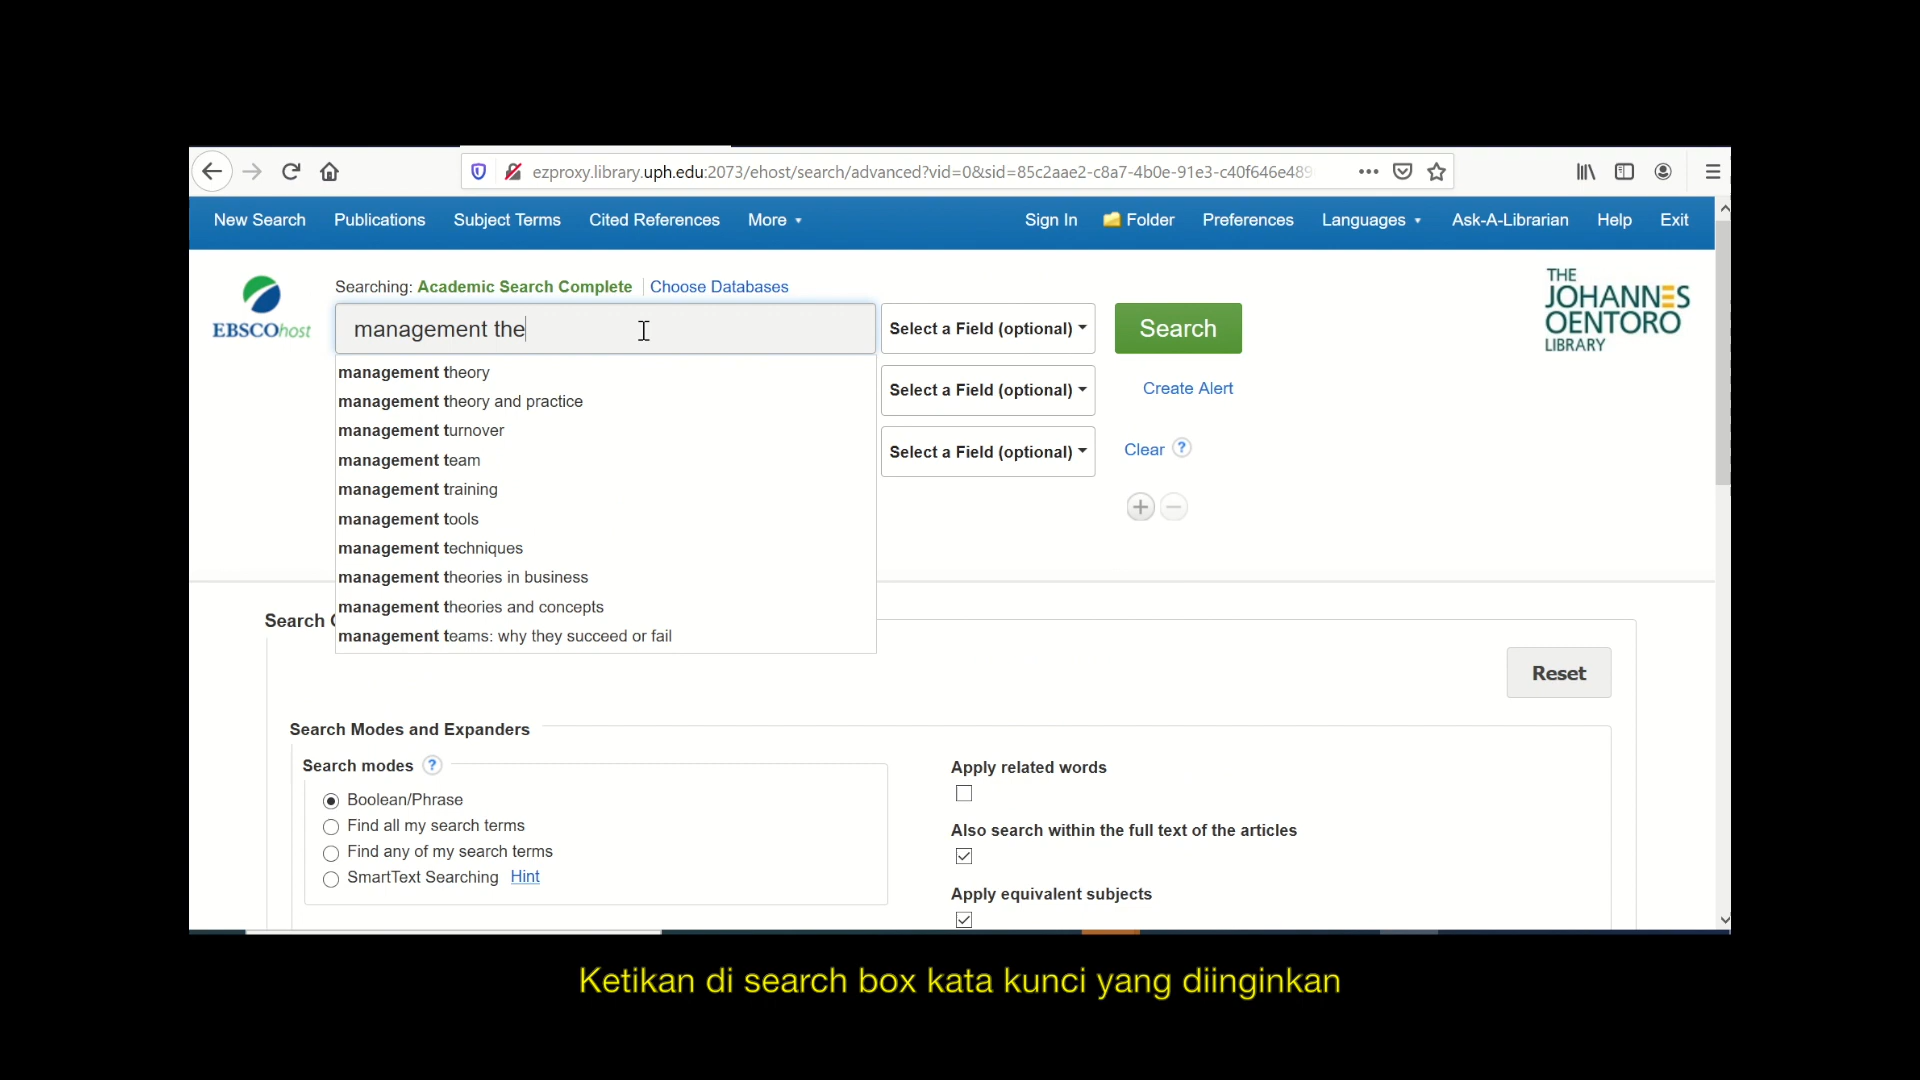 ezproxy.library.uph.edu:2073/ehost/search/advanced?vid=0&sid=85c2aae2-c8a7-4b0e-91e3-c40f646e489
New Search Publications Subject Terms Cited References More Sign In Folder Preferences Languages Ask-A-Librarian Help Exit
EBSCOhost
Searching: Academic Search Complete Choose Databases
THE
JOHANNES
OENTORO
LIBRARY
management the Select a Field (optional) Search
management theory
management theory and practice
management turnover
management team
management training
management tools
management techniques
management theories in business
management theories and concepts
management teams: why they succeed or fail
Select a Field (optional) Create Alert
Select a Field (optional) Clear ?
Search
Reset
Search Modes and Expanders
Search modes ?
Boolean/Phrase
Find all my search terms
Find any of my search terms
SmartText Searching Hint
Apply related words
Also search within the full text of the articles
Apply equivalent subjects
Ketikan di search box kata kunci yang diinginkan